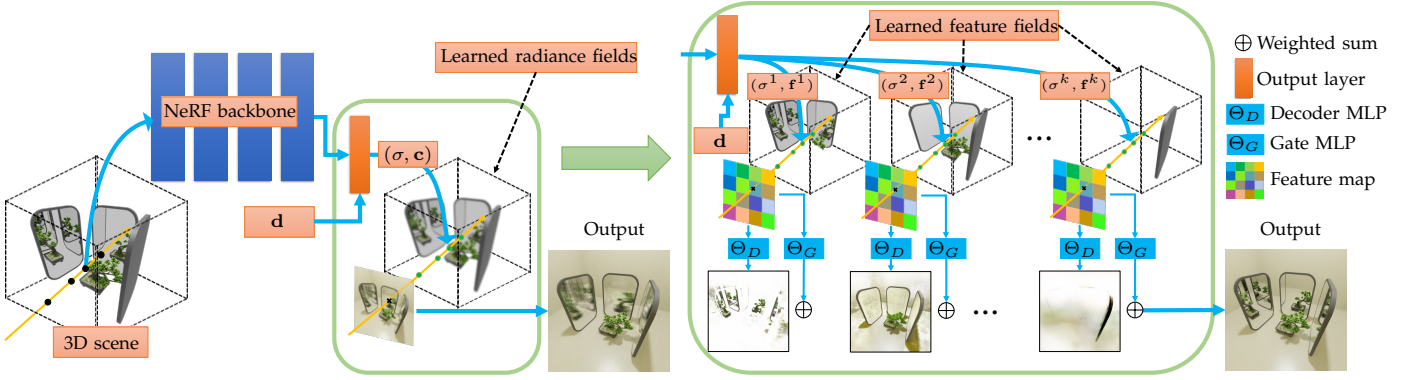 3D scene
NeRF backbone
d
(σ, c)
Learned radiance fields
Output
d
Learned feature fields
(σ¹, f¹)
(σ², f²)
(σᵏ, fᵏ)
...
Θ_D
Θ_G
Θ_D
Θ_G
Θ_D
Θ_G
...
⊕ Weighted sum
Output layer
Θ_D Decoder MLP
Θ_G Gate MLP
Feature map
Output